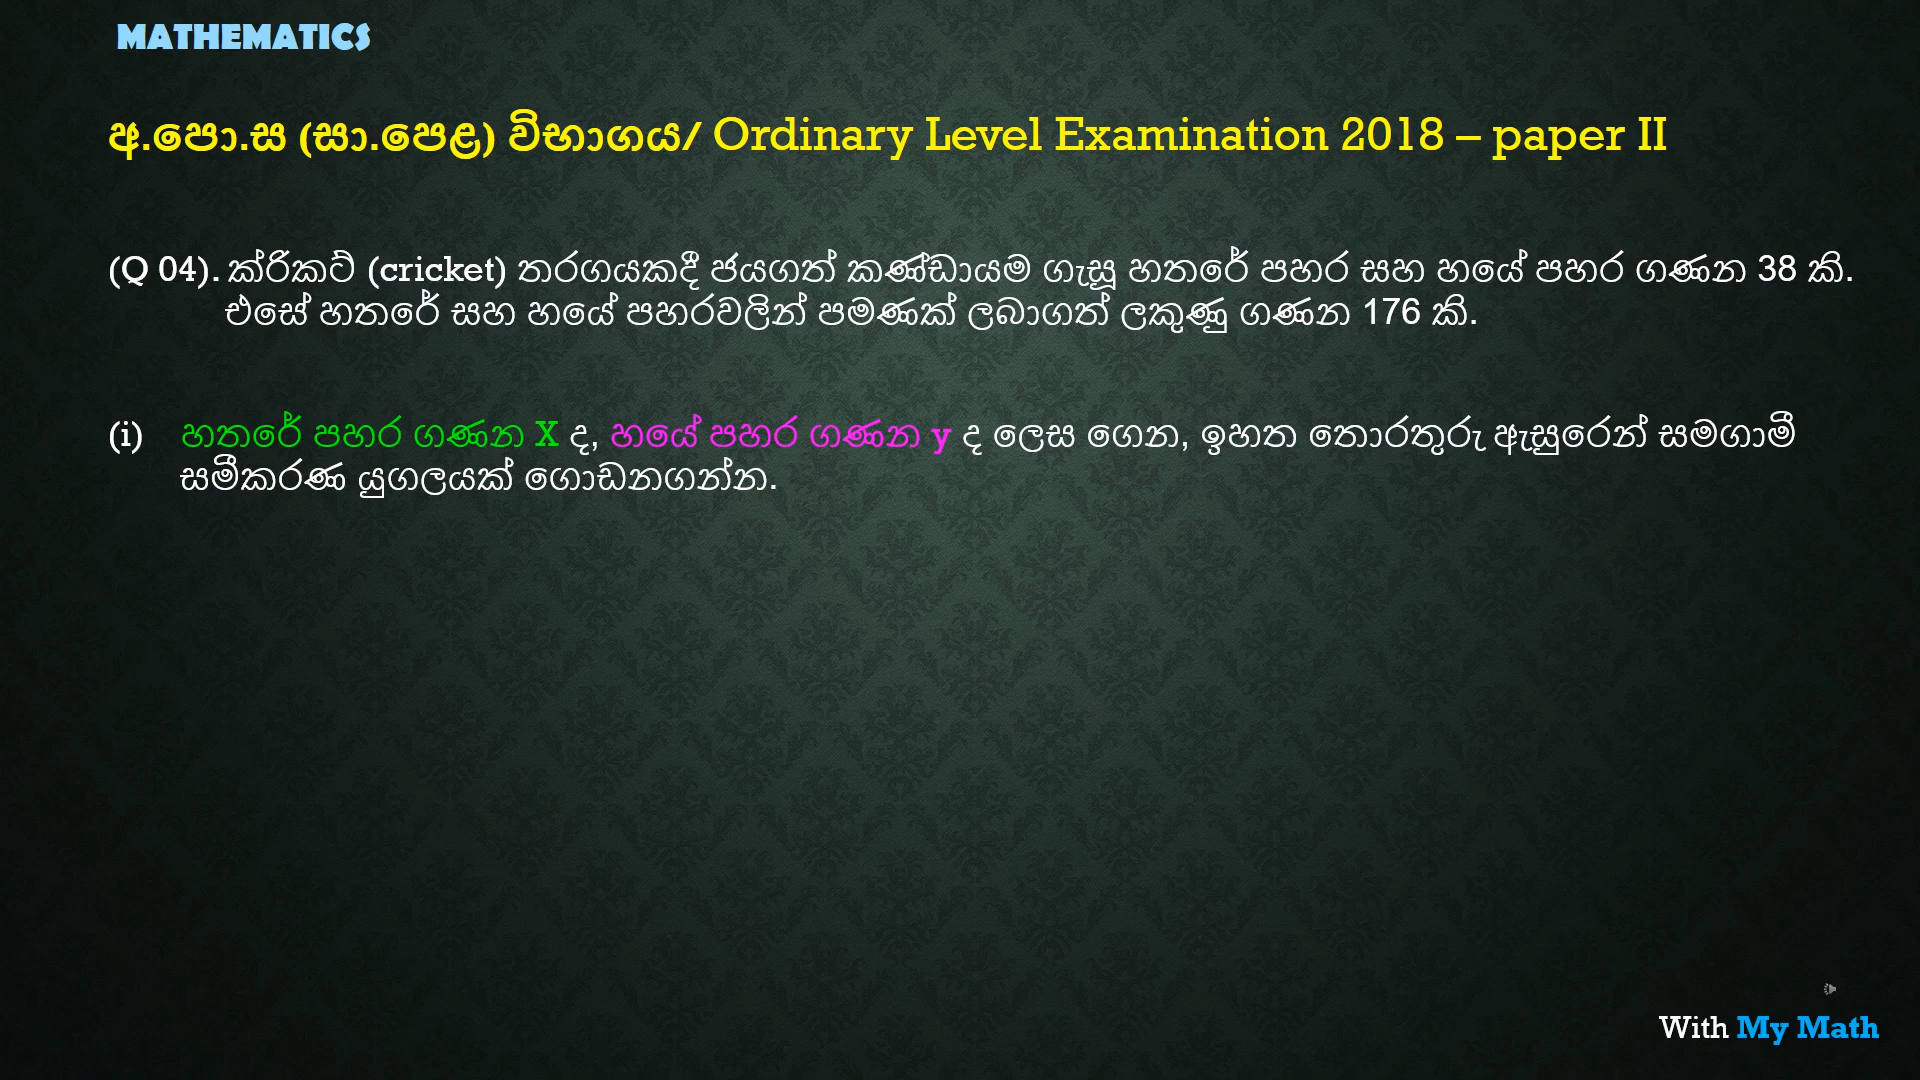 MATHEMATICS
අ.පො.ස (සා.පෙළ) විභාගය/ Ordinary Level Examination 2018 – paper II
(Q 04). ක්රිකට් (cricket) තරගයකදී ජයගත් කණ්ඩායම ගැසූ හතරේ පහර සහ හයේ පහර ගණන 38 කි.
එසේ හතරේ සහ හයේ පහරවලින් පමණක් ලබාගත් ලකුණු ගණන 176 කි.
(i) හතරේ පහර ගණන X ද, හයේ පහර ගණන y ද ලෙස ගෙන, ඉහත තොරතුරු ඇසුරෙන් සමගාමී
සමීකරණ යුගලයක් ගොඩනගන්න.
With My Math